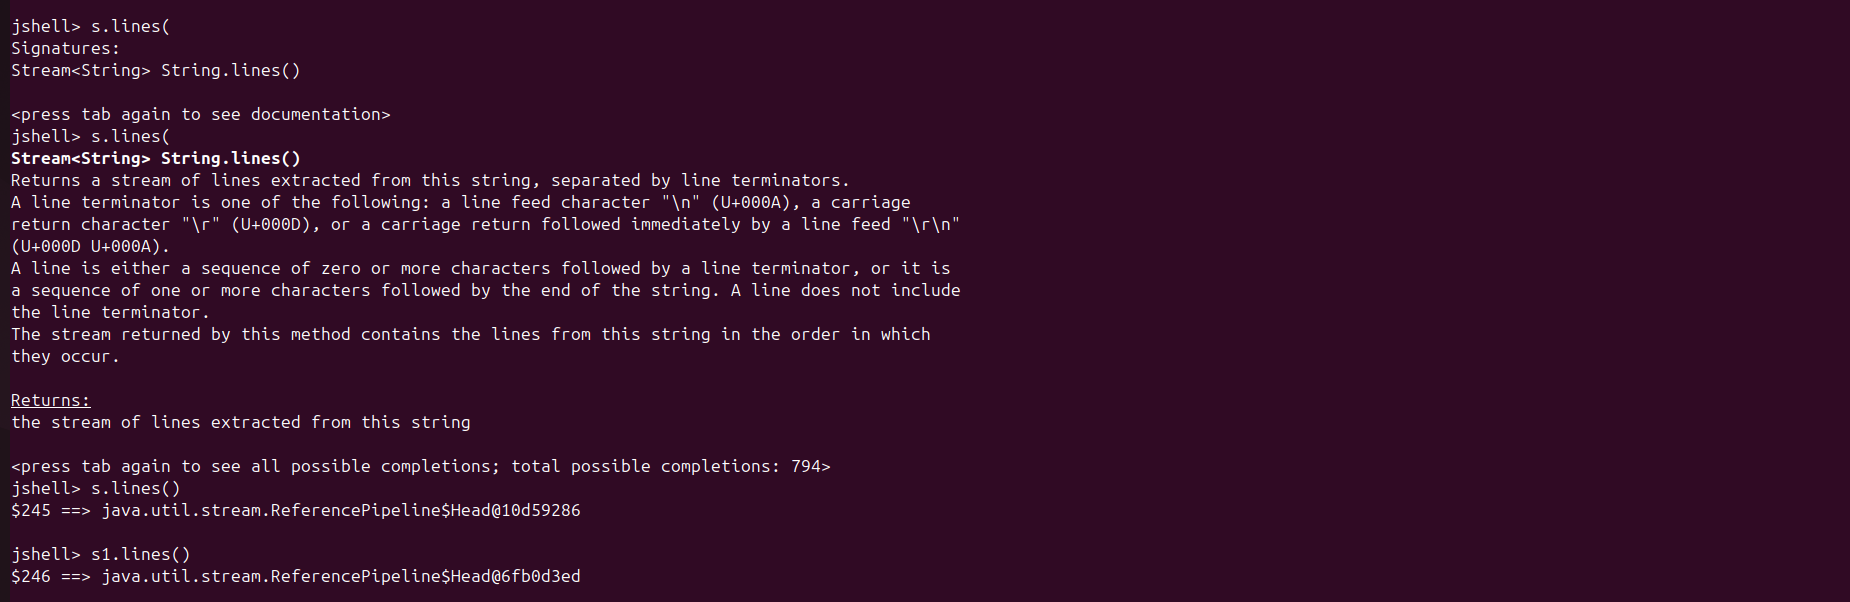 jshell> s.lines(
Signatures:
Stream<String> String.lines()
<press tab again to see documentation>
jshell> s.lines(
Stream<String> String.lines()
Returns a stream of lines extracted from this string, separated by line terminators.
A line terminator is one of the following: a line feed character "\n" (U+000A), a carriage
return character "\r" (U+000D), or a carriage return followed immediately by a line feed "\r\n"
(U+000D U+000A).
A line is either a sequence of zero or more characters followed by a line terminator, or it is
a sequence of one or more characters followed by the end of the string. A line does not include
the line terminator.
The stream returned by this method contains the lines from this string in the order in which
they occur.
Returns:
the stream of lines extracted from this string
<press tab again to see all possible completions; total possible completions: 794>
jshell> s.lines()
$245 ==> java.util.stream.ReferencePipeline$Head@10d59286
jshell> s1.lines()
$246 ==> java.util.stream.ReferencePipeline$Head@6fb0d3ed